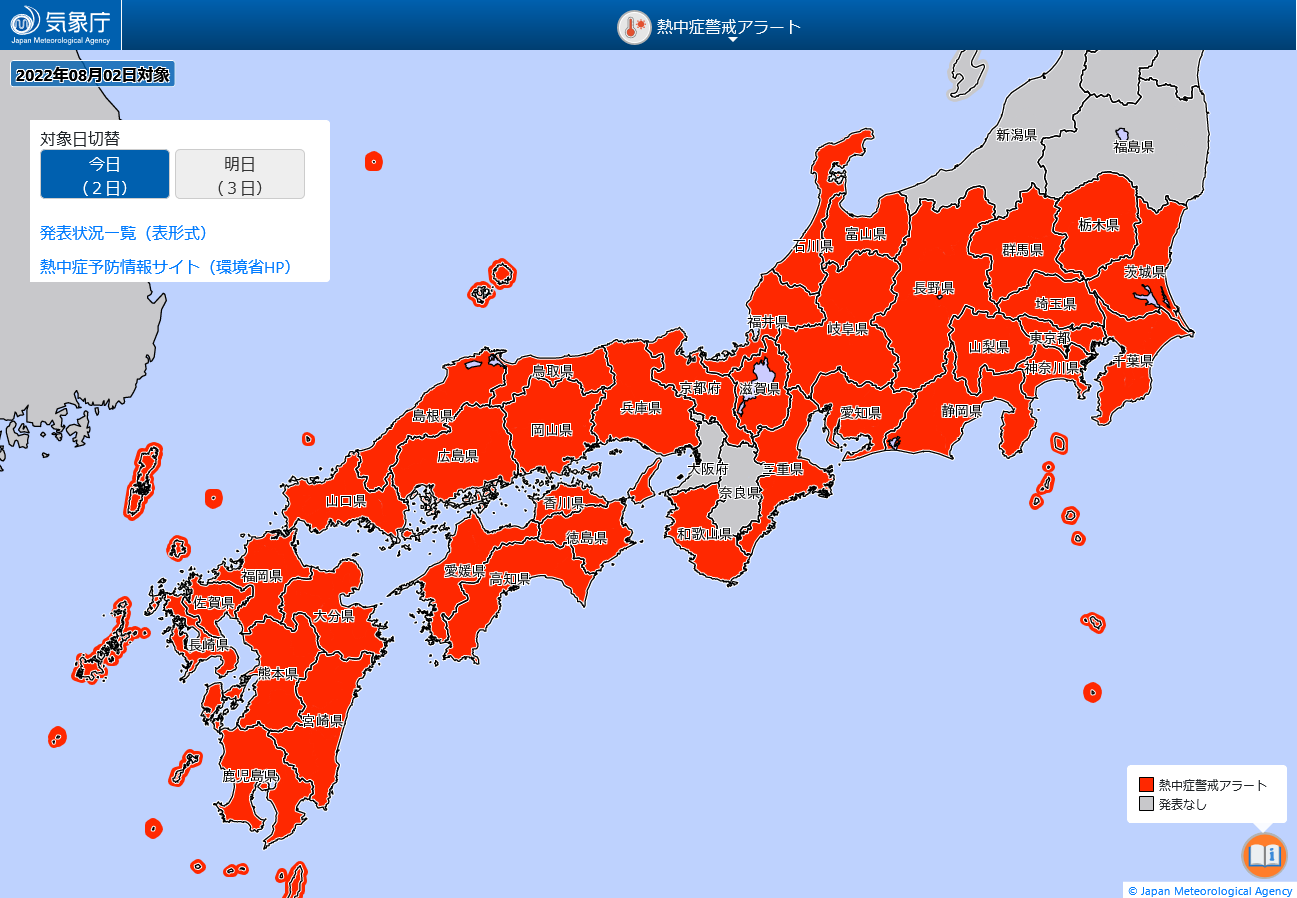 気象庁
Japan Meteorological Agency
熱中症警戒アラート
2022年08月02日対象
対象日切替
今日
（２日）
明日
（３日）
発表状況一覧（表形式）
熱中症予防情報サイト（環境省HP）
新潟県
福島県
栃木県
石川県
富山県
群馬県
茨城県
長野県
埼玉県
福井県
岐阜県
山梨県
東京都
千葉県
神奈川県
鳥取県
京都府
滋賀県
島根県
兵庫県
愛知県
静岡県
岡山県
広島県
大阪府
三重県
奈良県
山口県
香川県
徳島県
和歌山県
愛媛県
高知県
福岡県
佐賀県
大分県
長崎県
熊本県
宮崎県
鹿児島県
熱中症警戒アラート
発表なし
© Japan Meteorological Agency